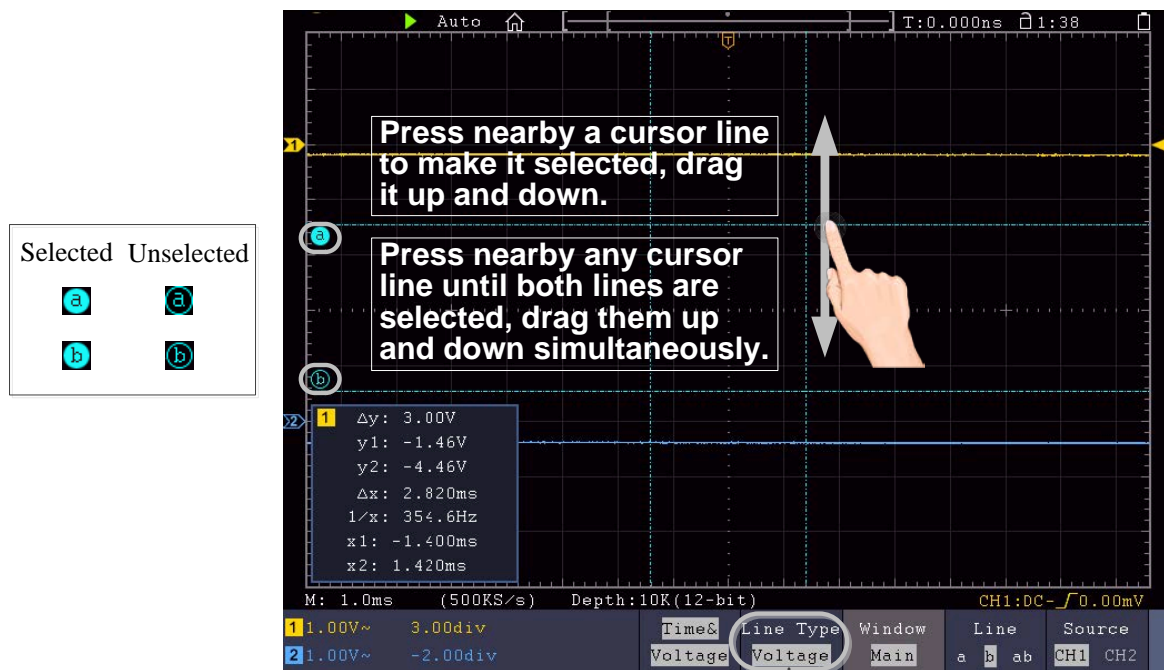 Auto T:0.000ns 1:38
T
1
Press nearby a cursor line
to make it selected, drag
it up and down.
a
Selected Unselected
a a
b b
Press nearby any cursor
line until both lines are
selected, drag them up
and down simultaneously.
b
2
1 Δy: 3.00V
y1: -1.46V
y2: -4.46V
Δx: 2.820ms
1/x: 354.6Hz
x1: -1.400ms
x2: 1.420ms
M: 1.0ms (500KS/s) Depth:10K(12-bit) CH1:DC- 0.00mV
1 1.00V~ 3.00div Time& Line Type Window Line Source
2 1.00V~ -2.00div Voltage Voltage Main a b ab CH1 CH2